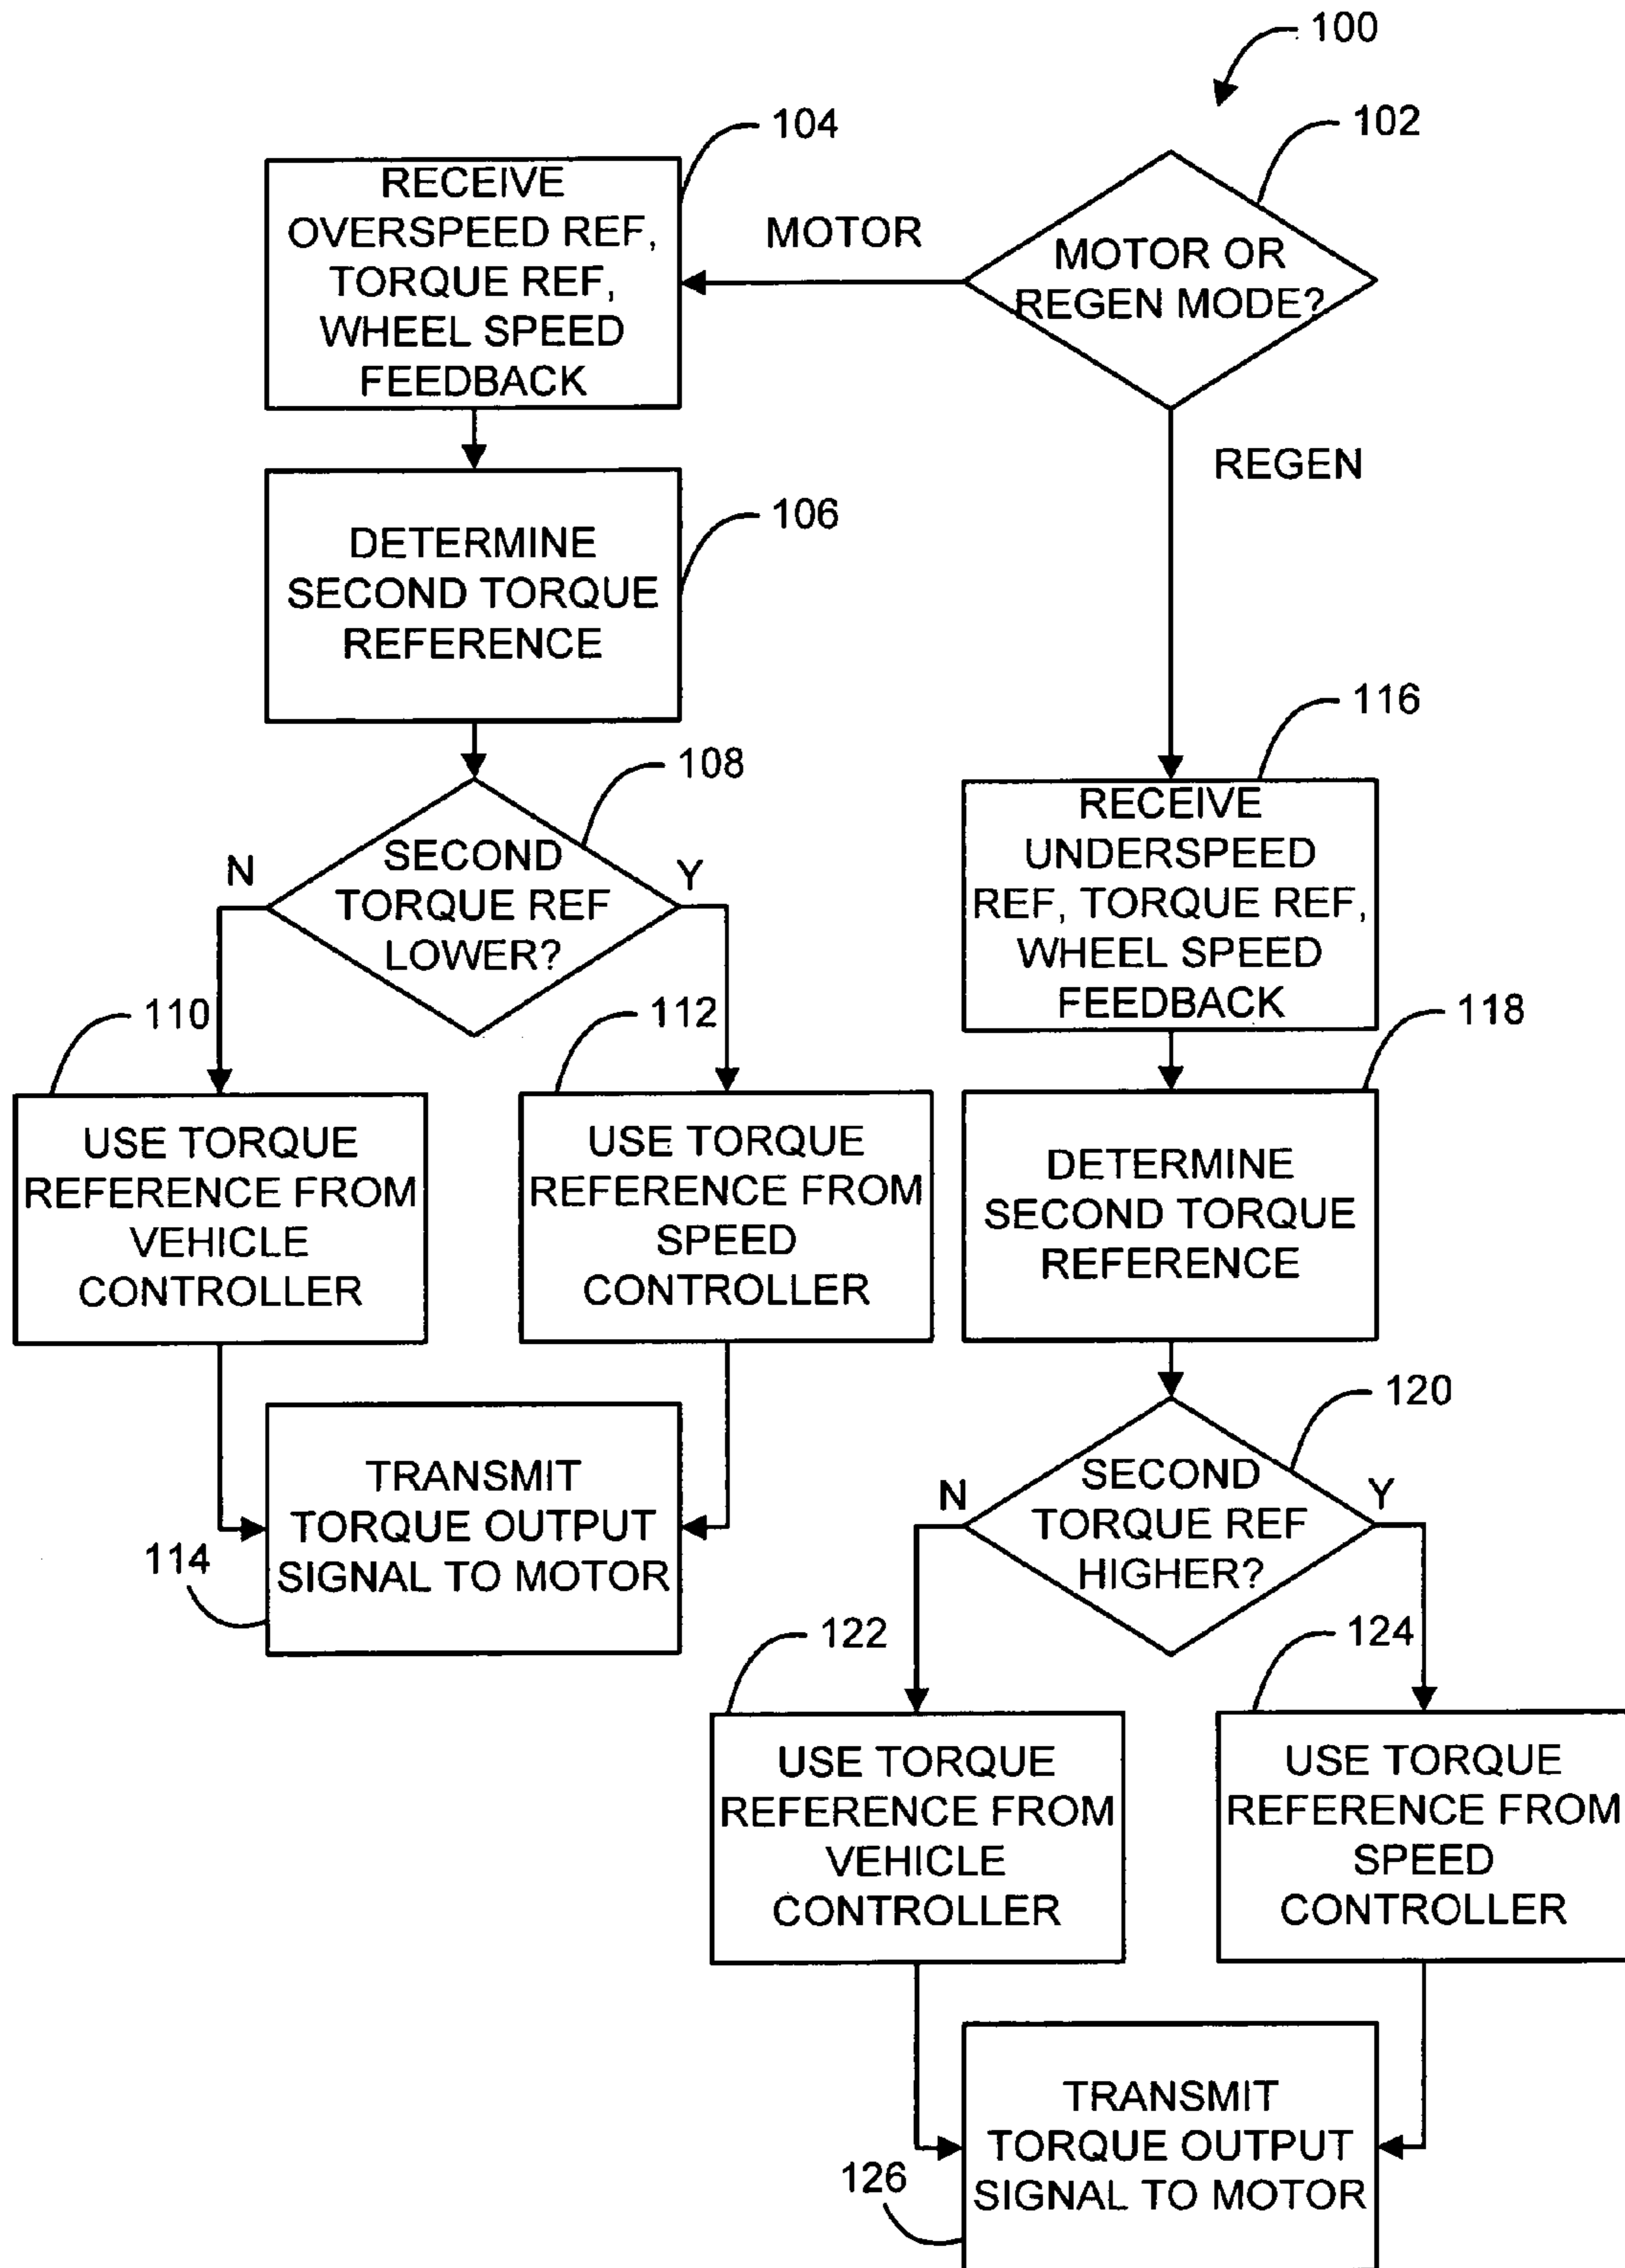 100
102
MOTOR OR
REGEN MODE?
MOTOR
REGEN
104
RECEIVE
OVERSPEED REF,
TORQUE REF,
WHEEL SPEED
FEEDBACK
106
DETERMINE
SECOND TORQUE
REFERENCE
108
SECOND
TORQUE REF
LOWER?
N
Y
110
USE TORQUE
REFERENCE FROM
VEHICLE
CONTROLLER
112
USE TORQUE
REFERENCE FROM
SPEED
CONTROLLER
114
TRANSMIT
TORQUE OUTPUT
SIGNAL TO MOTOR
116
RECEIVE
UNDERSPEED
REF, TORQUE REF,
WHEEL SPEED
FEEDBACK
118
DETERMINE
SECOND TORQUE
REFERENCE
120
SECOND
TORQUE REF
HIGHER?
N
Y
122
USE TORQUE
REFERENCE FROM
VEHICLE
CONTROLLER
124
USE TORQUE
REFERENCE FROM
SPEED
CONTROLLER
126
TRANSMIT
TORQUE OUTPUT
SIGNAL TO MOTOR